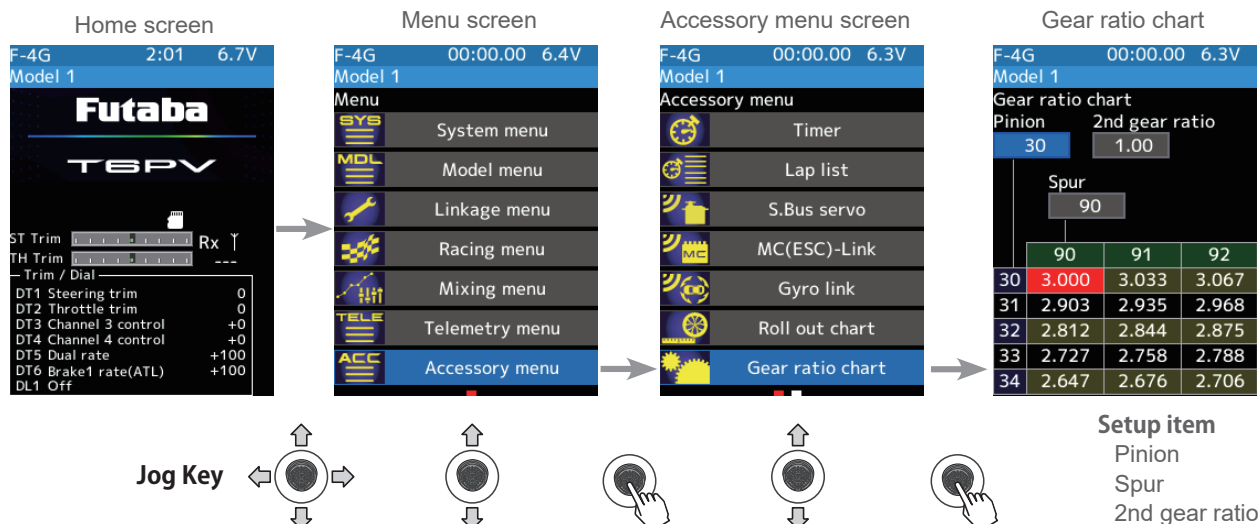 Home screen
Menu screen
Accessory menu screen
Gear ratio chart
F-4G 2:01 6.7V
Model 1
Futaba
T6PV
ST Trim Rx
TH Trim ---
Trim / Dial
DT1 Steering trim 0
DT2 Throttle trim 0
DT3 Channel 3 control +0
DT4 Channel 4 control +0
DT5 Dual rate +100
DT6 Brake1 rate(ATL) +100
DL1 Off
F-4G 00:00.00 6.4V
Model 1
Menu
SYS System menu
MDL Model menu
Linkage menu
Racing menu
Mixing menu
TELE Telemetry menu
ACC Accessory menu
F-4G 00:00.00 6.3V
Model 1
Accessory menu
Timer
Lap list
S.Bus servo
MC MC(ESC)-Link
Gyro link
Roll out chart
Gear ratio chart
F-4G 00:00.00 6.3V
Model 1
Gear ratio chart
Pinion 2nd gear ratio
30 1.00
Spur
90
90 91 92
30 3.000 3.033 3.067
31 2.903 2.935 2.968
32 2.812 2.844 2.875
33 2.727 2.758 2.788
34 2.647 2.676 2.706
Jog Key
Setup item
Pinion
Spur
2nd gear ratio